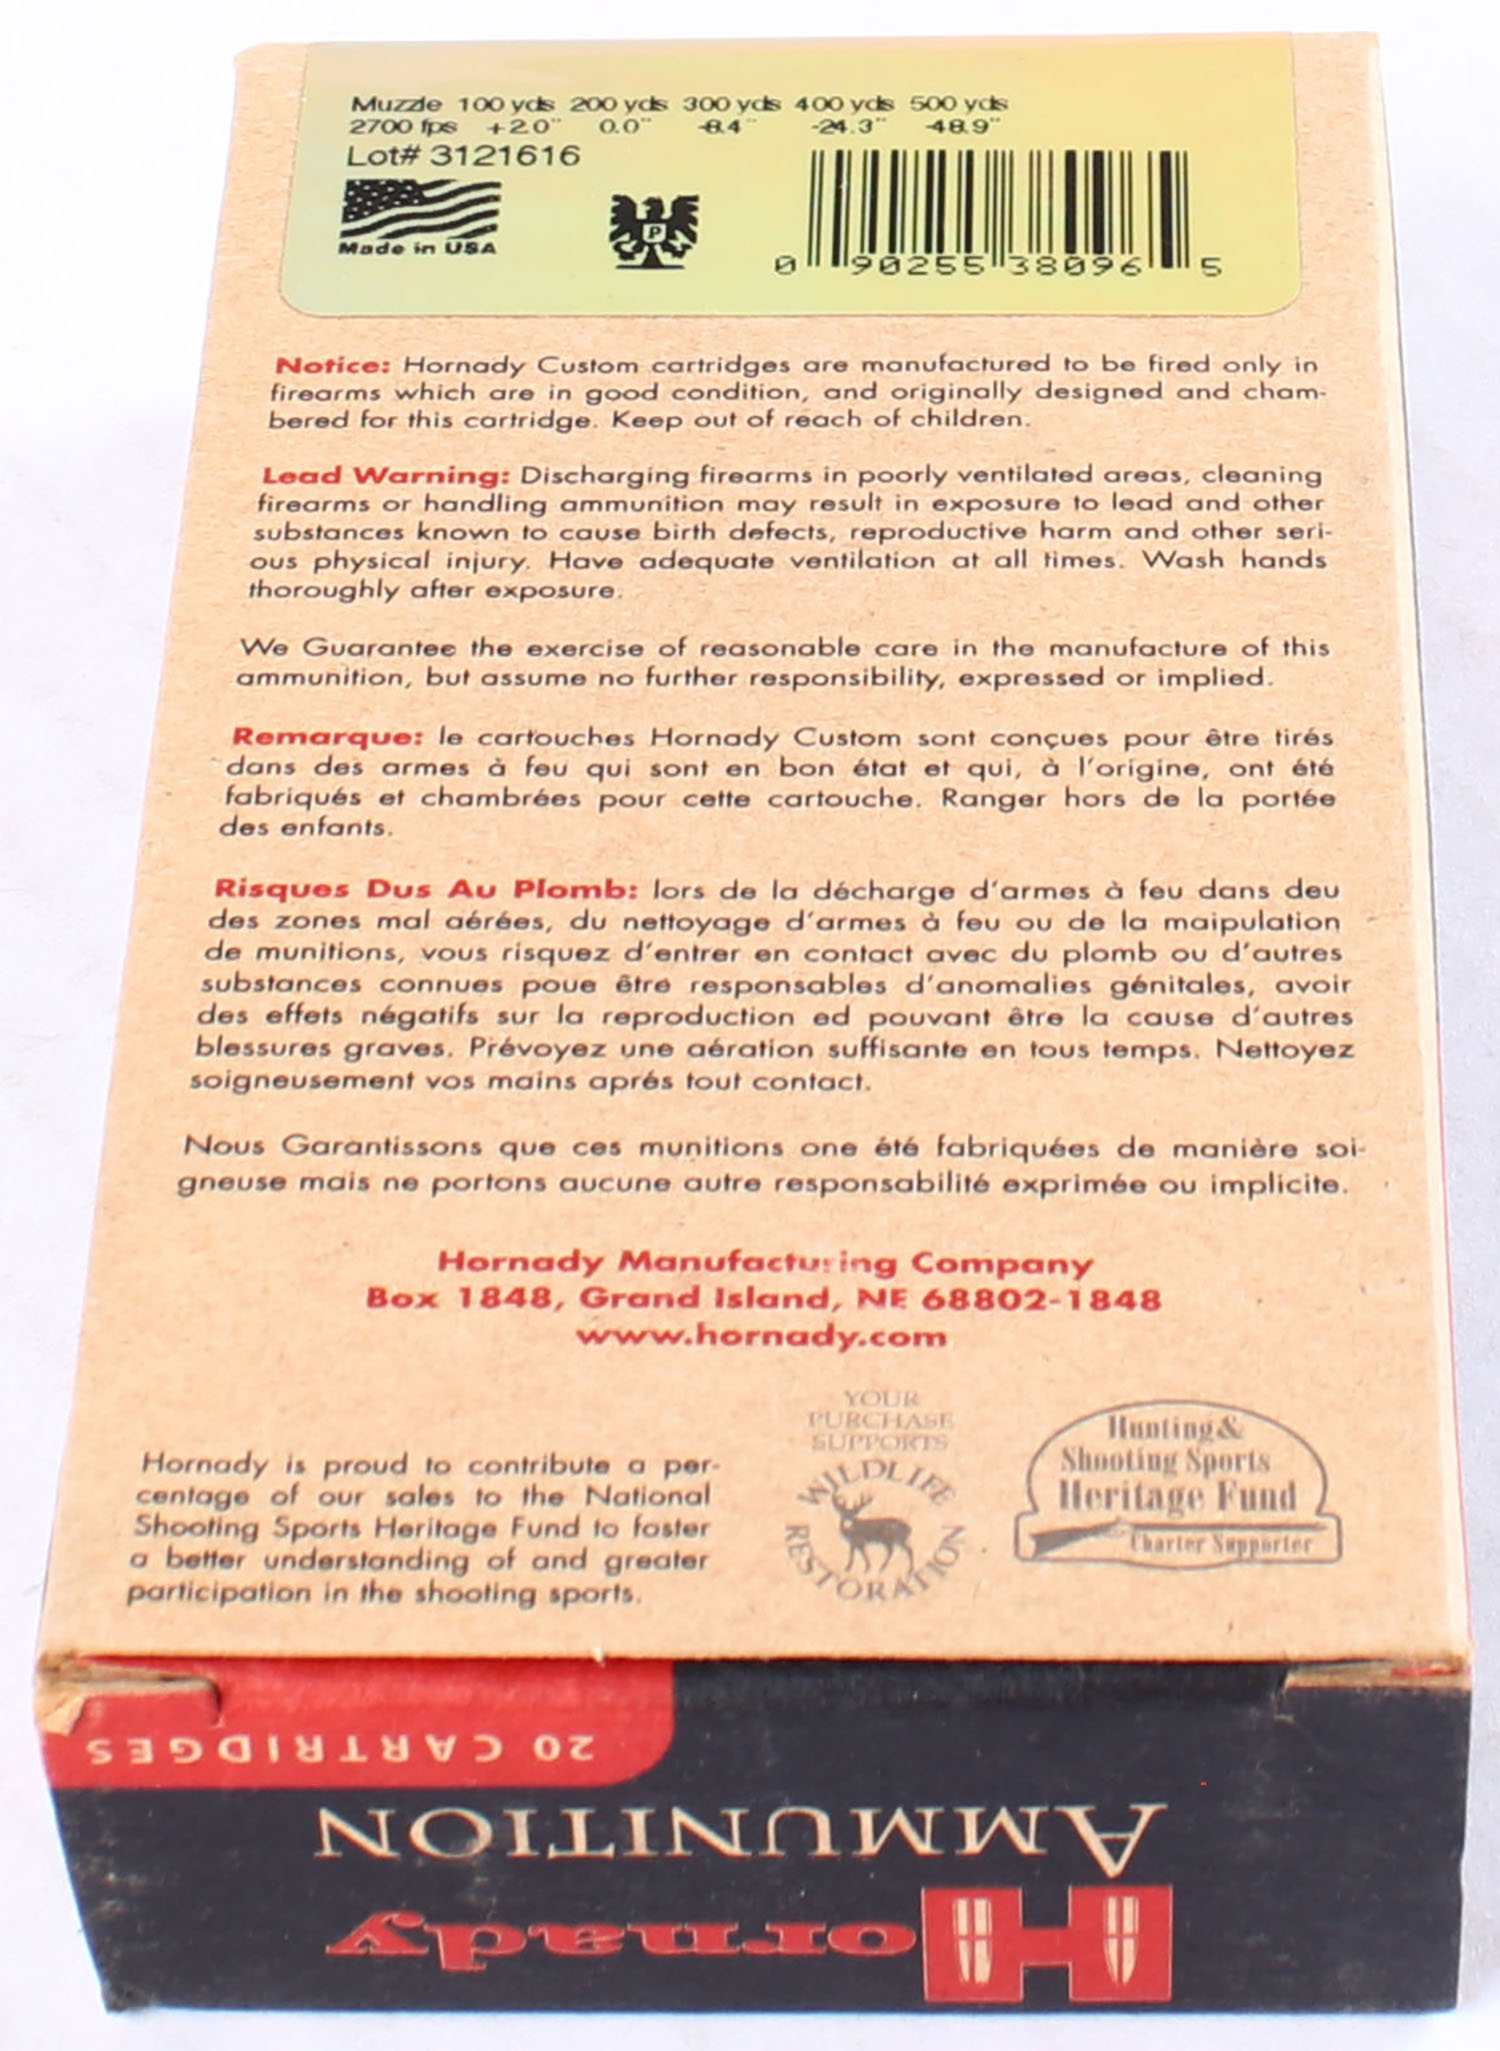 Muzzle 100 yds 200 yds 300 yds 400 yds 500 yds
2700 fps +2.0" 0.0" -8.4" -24.3" -48.9"
Lot# 3121616
Made in USA
P
0 90255 38096 5
Notice: Hornady Custom cartridges are manufactured to be fired only in
firearms which are in good condition, and originally designed and cham-
bered for this cartridge. Keep out of reach of children.
Lead Warning: Discharging firearms in poorly ventilated areas, cleaning
firearms or handling ammunition may result in exposure to lead and other
substances known to cause birth defects, reproductive harm and other seri-
ous physical injury. Have adequate ventilation at all times. Wash hands
thoroughly after exposure.
We Guarantee the exercise of reasonable care in the manufacture of this
ammunition, but assume no further responsibility, expressed or implied.
Remarque: le cartouches Hornady Custom sont conçues pour être tirés
dans des armes à feu qui sont en bon état et qui, à l'origine, ont été
fabriqués et chambrées pour cette cartouche. Ranger hors de la portée
des enfants.
Risques Dus Au Plomb: lors de la décharge d'armes à feu dans deu
des zones mal aérées, du nettoyage d'armes à feu ou de la maipulation
de munitions, vous risquez d'entrer en contact avec du plomb ou d'autres
substances connues poue être responsables d'anomalies génitales, avoir
des effets négatifs sur la reproduction ed pouvant être la cause d'autres
blessures graves. Prévoyez une aération suffisante en tous temps. Nettoyez
soigneusement vos mains aprés tout contact.
Nous Garantissons que ces munitions one été fabriquées de manière soi-
gneuse mais ne portons aucune autre responsabilité exprimée ou implicite.
Hornady Manufacturing Company
Box 1848, Grand Island, NE 68802-1848
www.hornady.com
Hornady is proud to contribute a per-
centage of our sales to the National
Shooting Sports Heritage Fund to foster
a better understanding of and greater
participation in the shooting sports.
YOUR
PURCHASE
SUPPORTS
WILDLIFE
RESTORATION
Hunting &
Shooting Sports
Heritage Fund
Charter Supporter
20 CARTRIDGES
AMMUNITION
Hornady